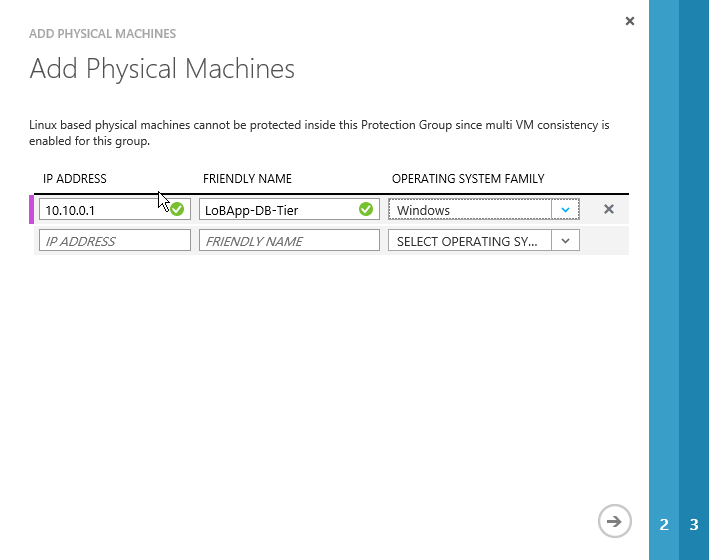 ADD PHYSICAL MACHINES
Add Physical Machines
Linux based physical machines cannot be protected inside this Protection Group since multi VM consistency is
enabled for this group.
IP ADDRESS FRIENDLY NAME OPERATING SYSTEM FAMILY
10.10.0.1 LoBApp-DB-Tier Windows
IP ADDRESS FRIENDLY NAME SELECT OPERATING SY...
2 3